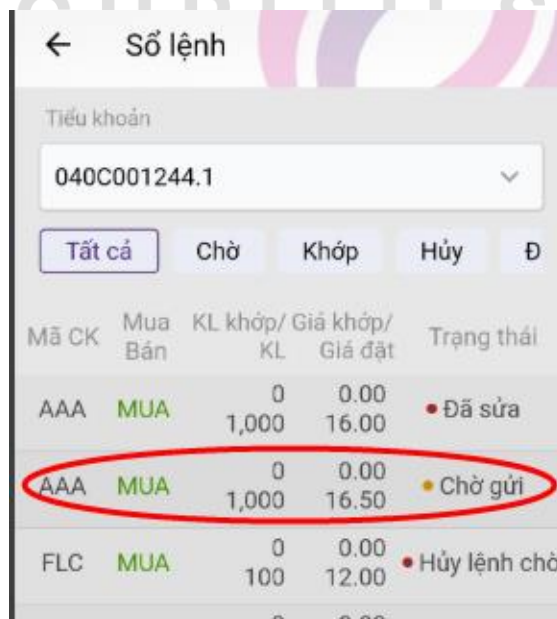 Sổ lệnh
Tiểu khoản
040C001244.1
Tất cả Chờ Khớp Hủy Đ
Mã CK Mua Bán KL khớp/ KL Giá khớp/ Giá đặt Trạng thái
0 0.00
AAA MUA 1,000 16.00 Đã sửa
0 0.00
AAA MUA 1,000 16.50 Chờ gửi
0 0.00
FLC MUA 100 12.00 Hủy lệnh chờ